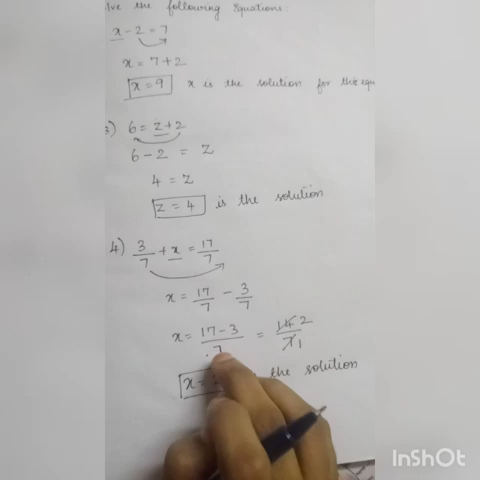 the following Equations:
x - 2 = 7
x = 7 + 2
x = 9 x is the solution for the equ
3) 6 = z + 2
6 - 2 = z
4 = z
z = 4 is the solution
4) 3/7 + x = 17/7
x = 17/7 - 3/7
x = 17-3/7 = 14 2/7 1
x = the solution
InShOt